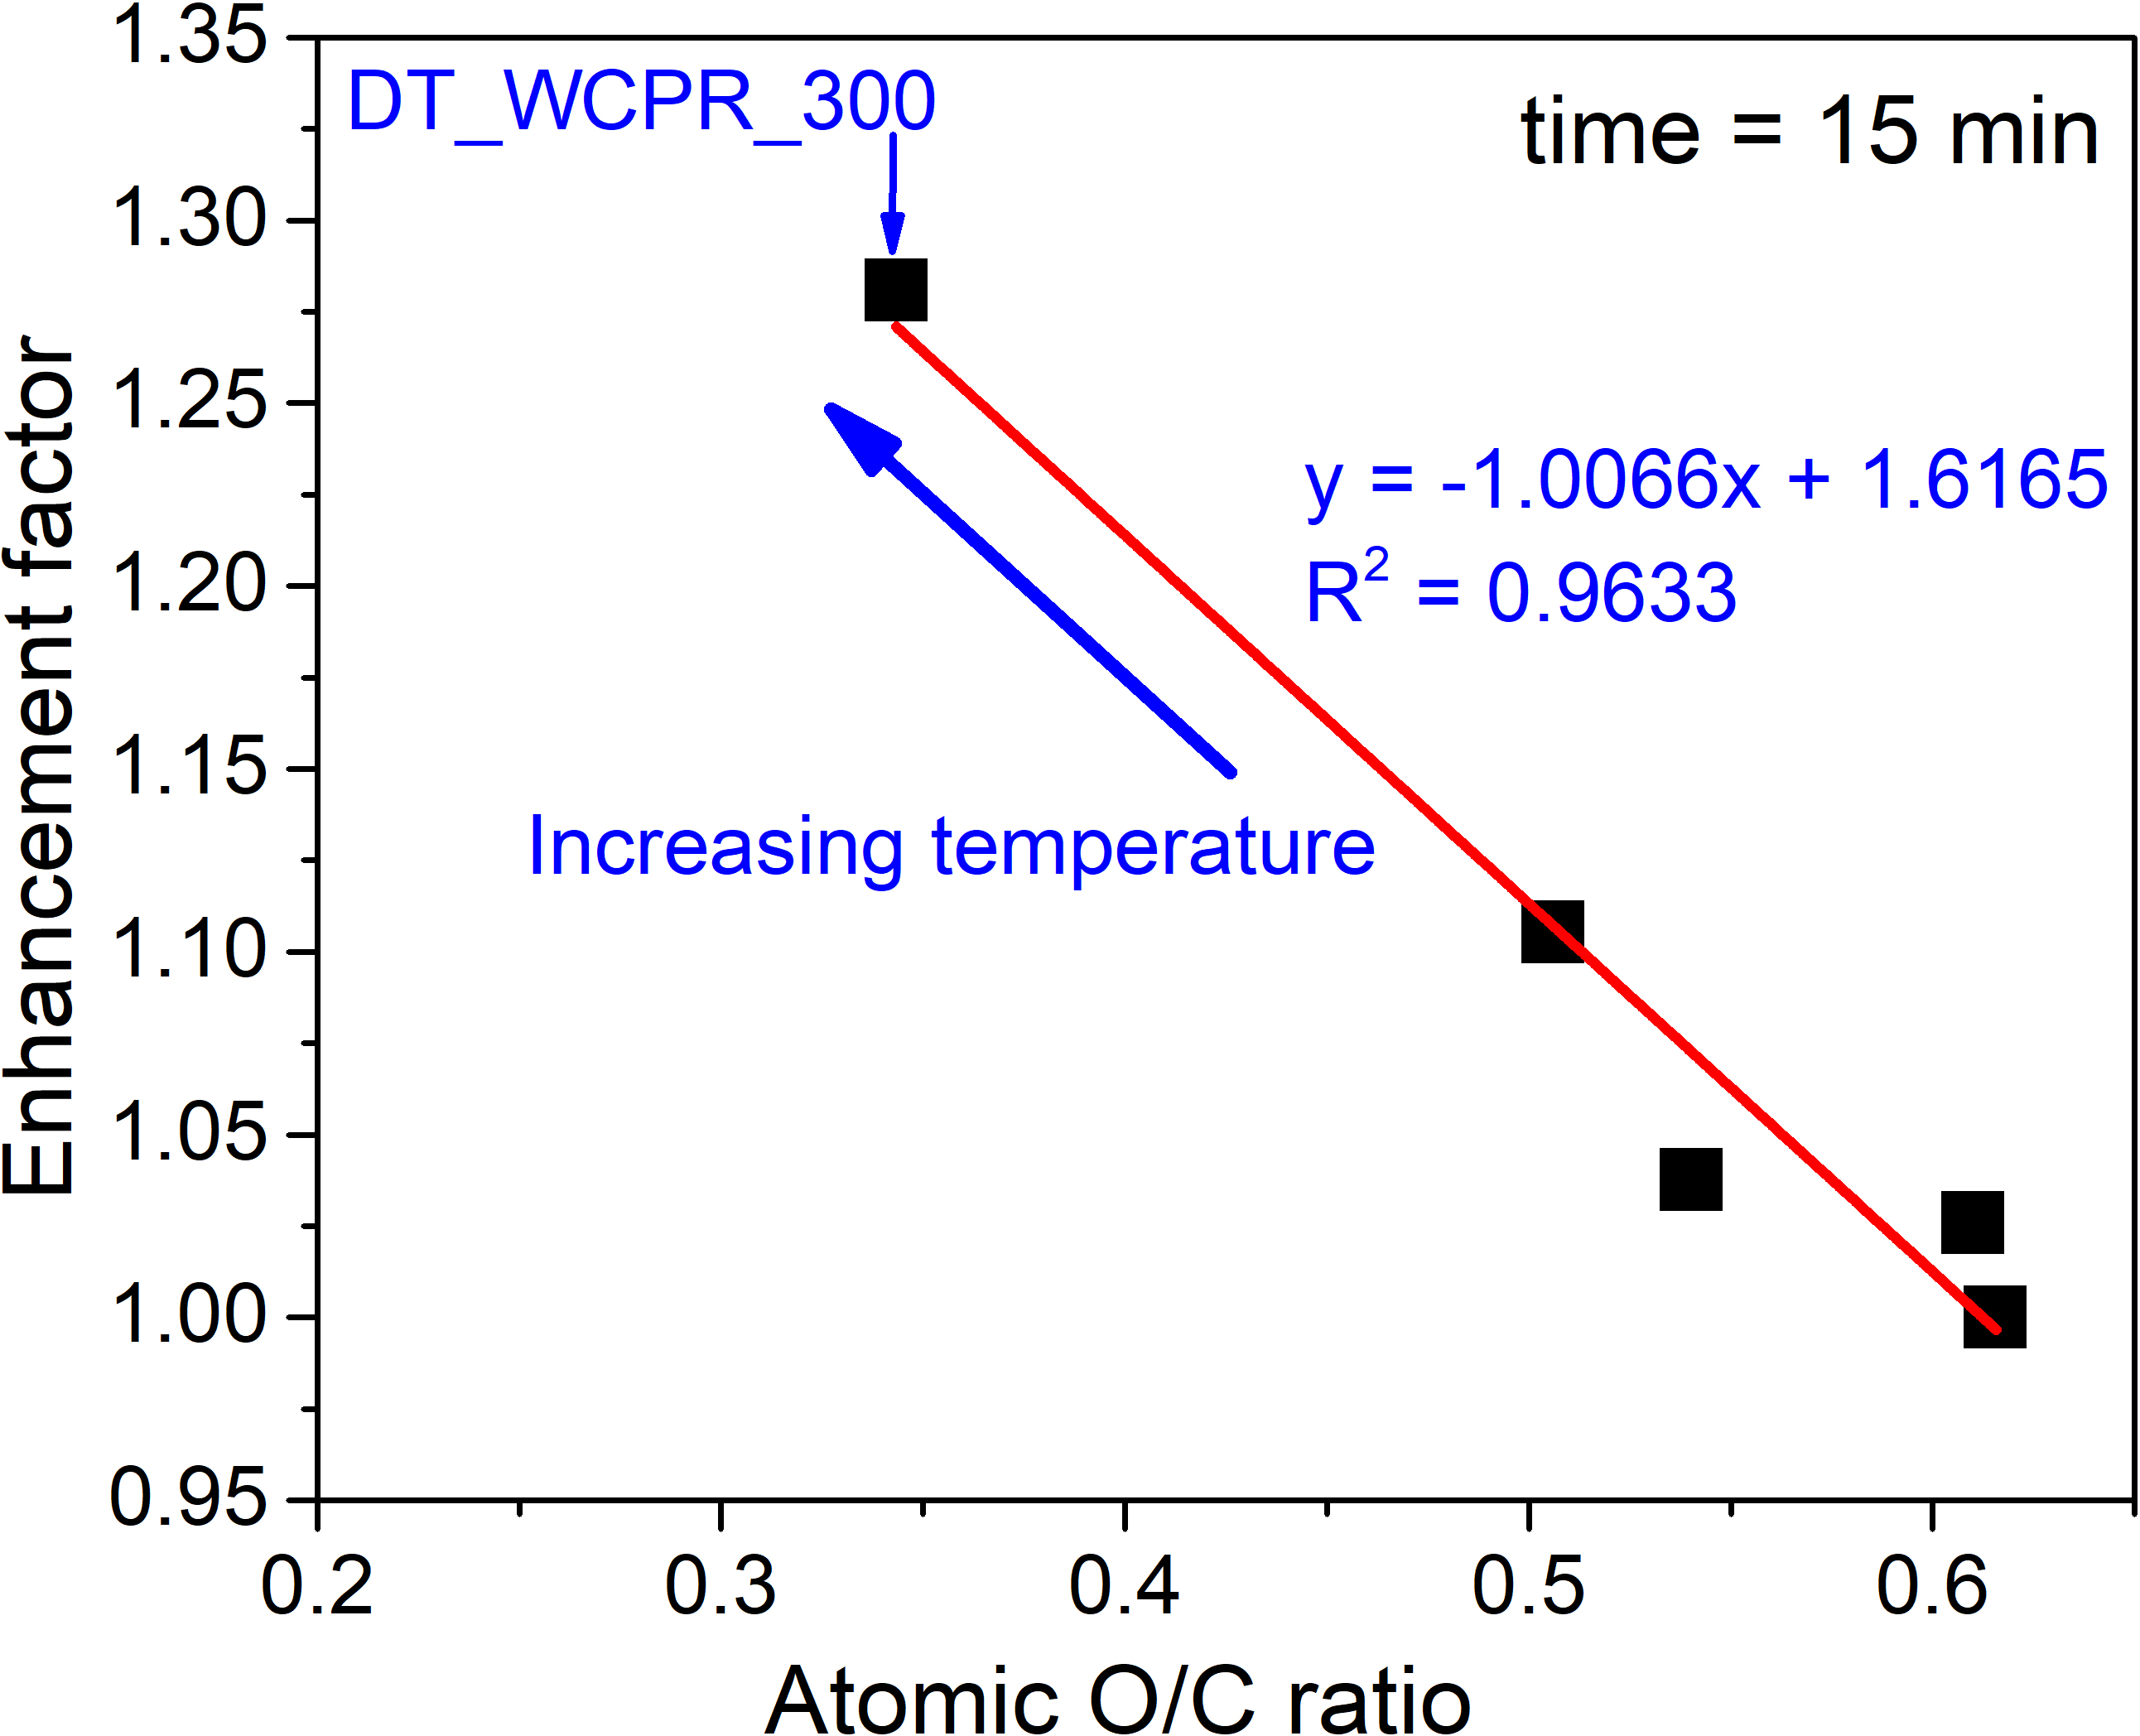 1.35
1.30
1.25
1.20
1.15
1.10
1.05
1.00
0.95
Enhancement factor
DT_WCPR_300
time = 15 min
y = -1.0066x + 1.6165
R² = 0.9633
Increasing temperature
0.2 0.3 0.4 0.5 0.6
Atomic O/C ratio